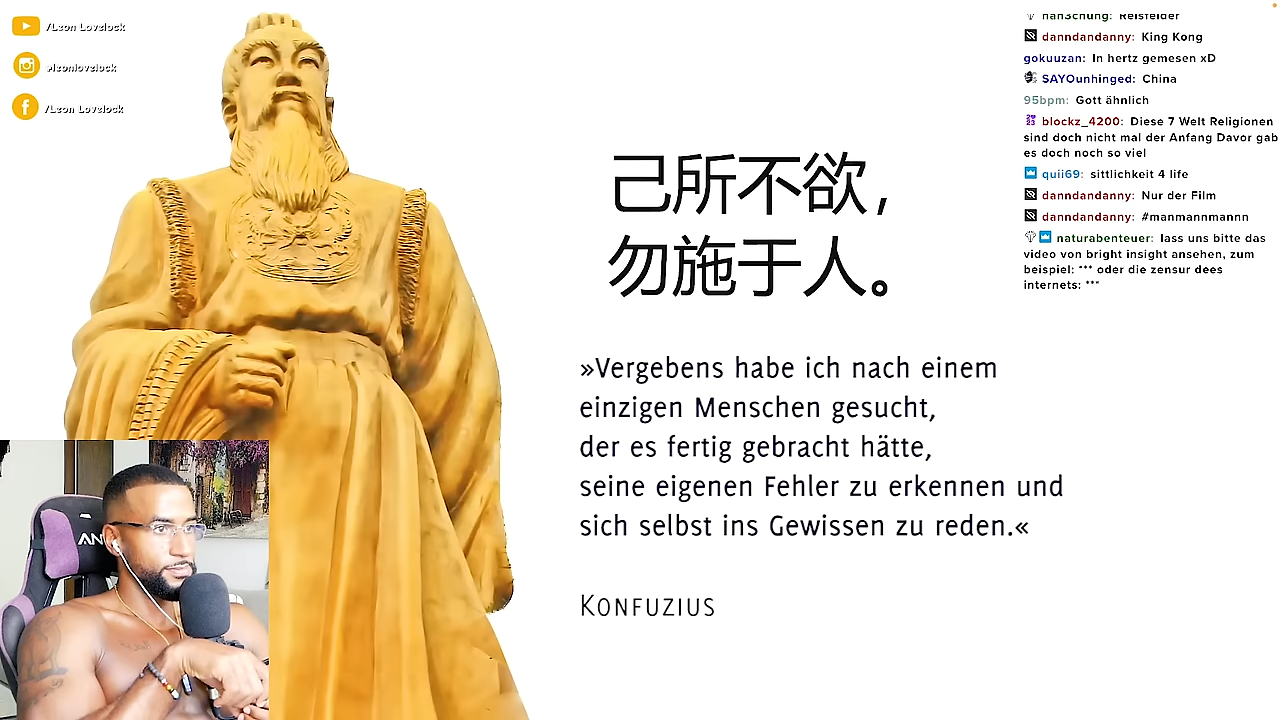 /Leon Lovelock
leonlovelock
/Leon Lovelock
己所不欲，
勿施于人。
»Vergebens habe ich nach einem
einzigen Menschen gesucht,
der es fertig gebracht hätte,
seine eigenen Fehler zu erkennen und
sich selbst ins Gewissen zu reden.«
KONFUZIUS
AN
Reisfelder
danndandanny: King Kong
gokuuzan: In hertz gemesen xD
SAYOunhinged: China
95bpm: Gott ähnlich
blockz_4200: Diese 7 Welt Religionen
sind doch nicht mal der Anfang Davor gab
es doch noch so viel
quii69: sittlichkeit 4 life
danndandanny: Nur der Film
danndandanny: #manmannmannn
naturabenteuer: lass uns bitte das
video von bright insight ansehen, zum
beispiel: *** oder die zensur dees
internets: ***